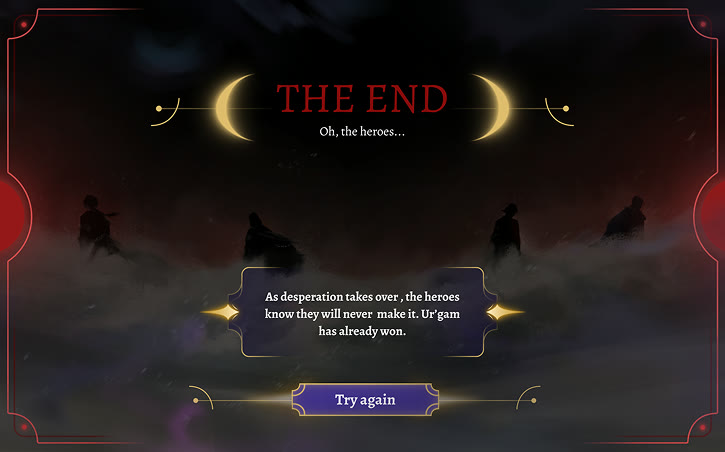 THE END
Oh, the heroes...
As desperation takes over , the heroes
know they will never  make it. Ur'gam
has already won.
Try again